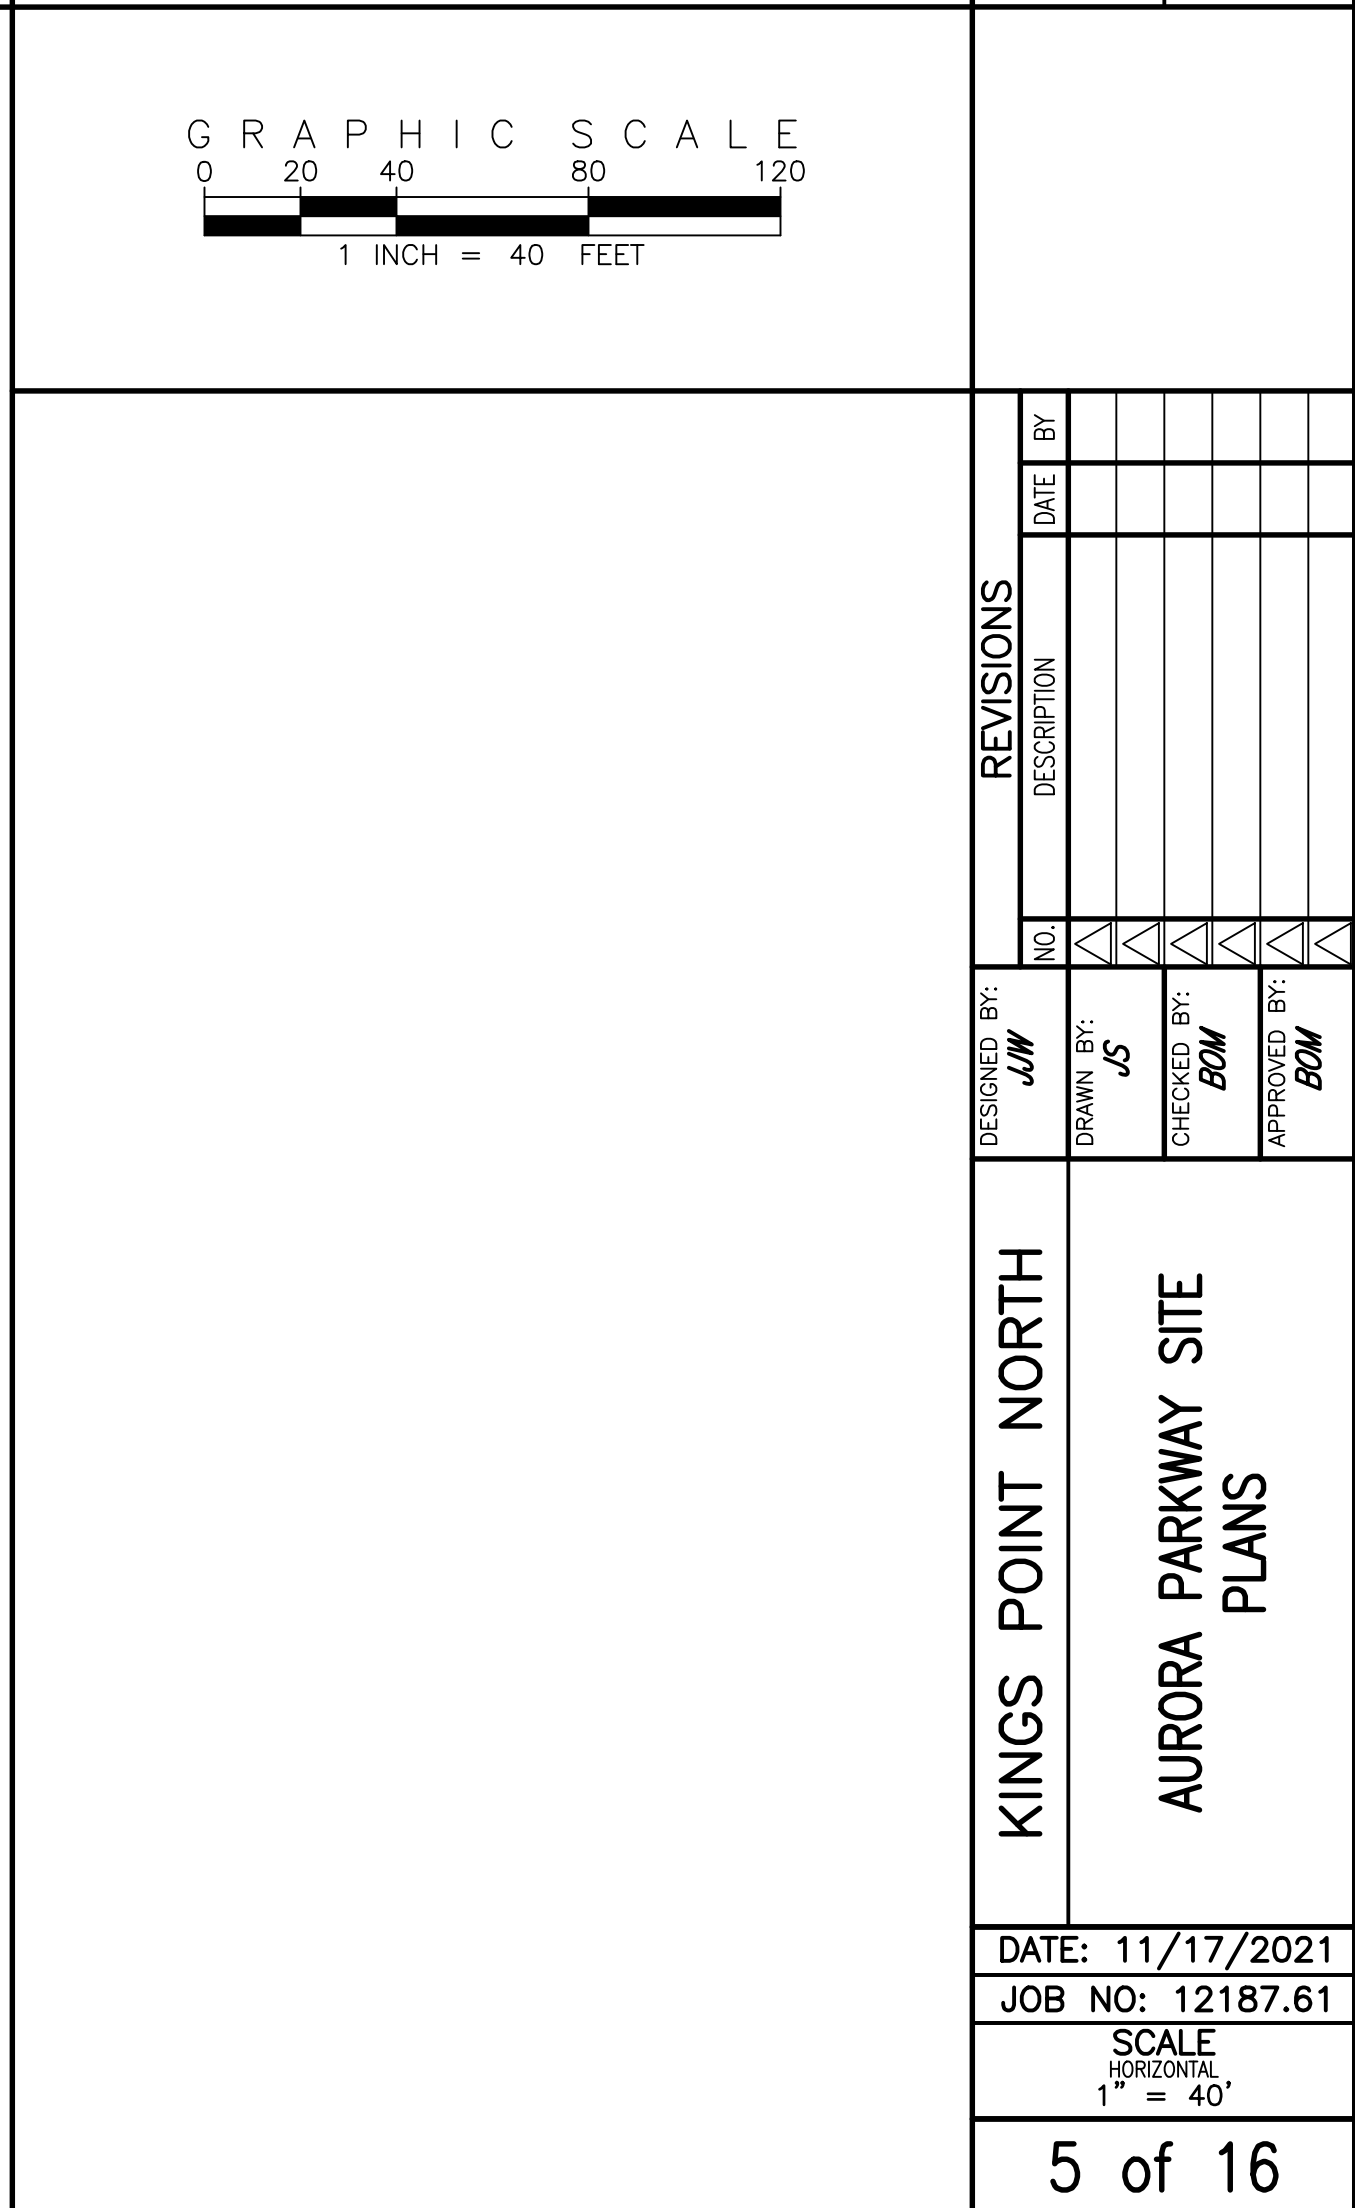 GRAPHIC SCALE
0 20 40 80 120
1 INCH = 40 FEET
REVISIONS
NO. DESCRIPTION DATE BY
DESIGNED BY:
JJW
DRAWN BY:
JS
CHECKED BY:
BOM
APPROVED BY:
BOM
KINGS POINT NORTH
AURORA PARKWAY SITE
PLANS
DATE: 11/17/2021
JOB NO: 12187.61
SCALE
HORIZONTAL
1" = 40'
5 of 16